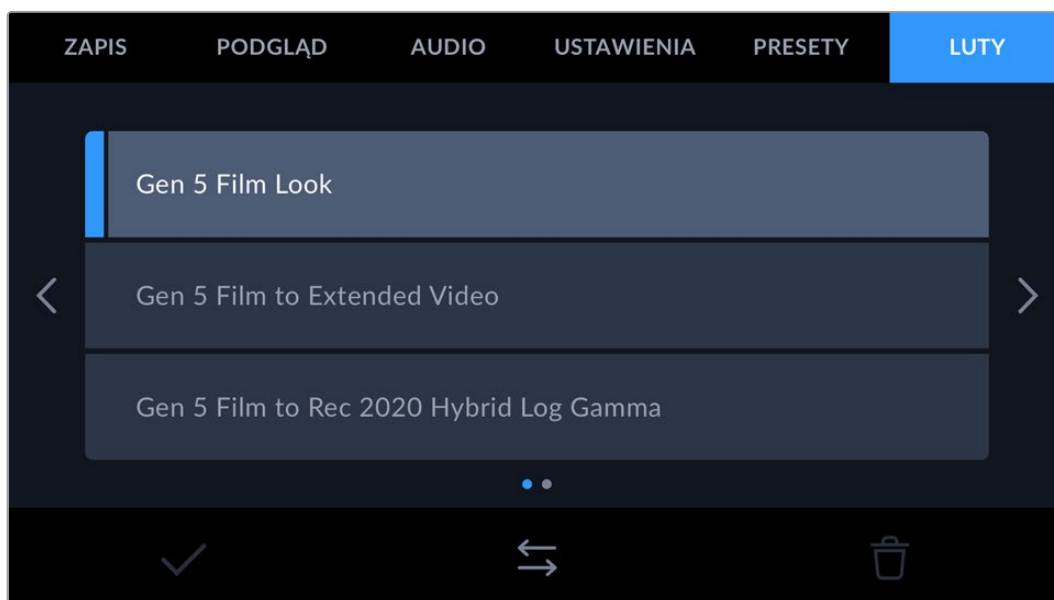 ZAPIS PODGLĄD AUDIO USTAWIENIA PRESETY LUTY
Gen 5 Film Look
Gen 5 Film to Extended Video
Gen 5 Film to Rec 2020 Hybrid Log Gamma